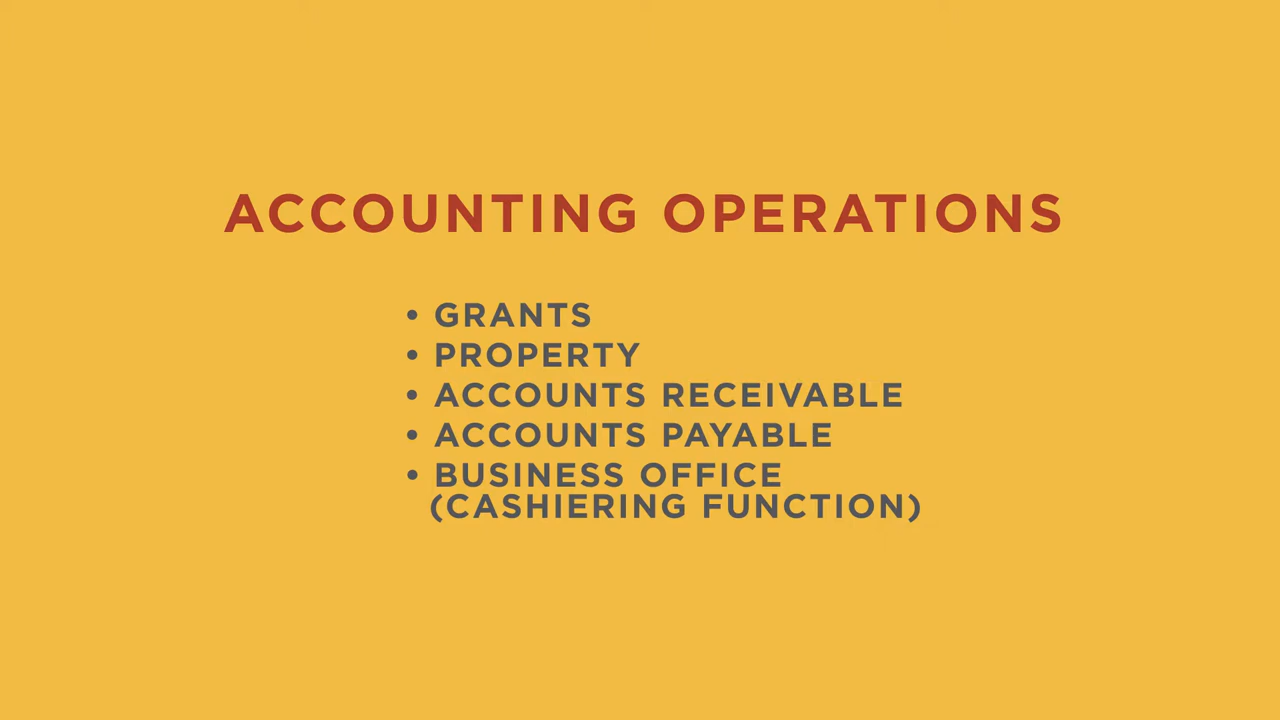 ACCOUNTING OPERATIONS
• GRANTS
• PROPERTY
• ACCOUNTS RECEIVABLE
• ACCOUNTS PAYABLE
• BUSINESS OFFICE
(CASHIERING FUNCTION)